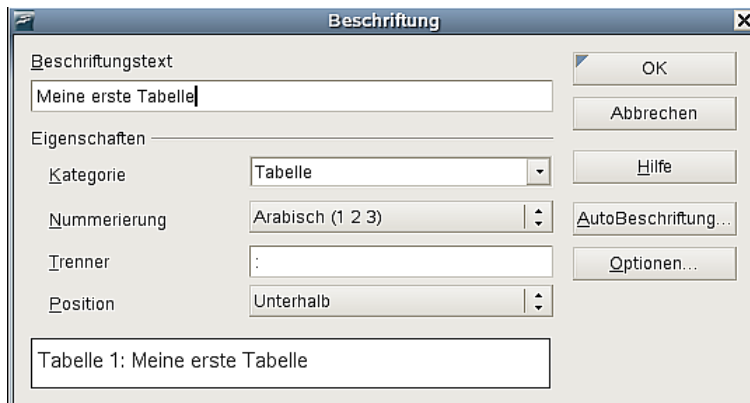 Beschriftung
Beschriftungstext
Meine erste Tabelle
Eigenschaften
Kategorie
Tabelle
Nummerierung
Arabisch (1 2 3)
Trenner
:
Position
Unterhalb
Tabelle 1: Meine erste Tabelle
OK
Abbrechen
Hilfe
AutoBeschriftung...
Optionen...